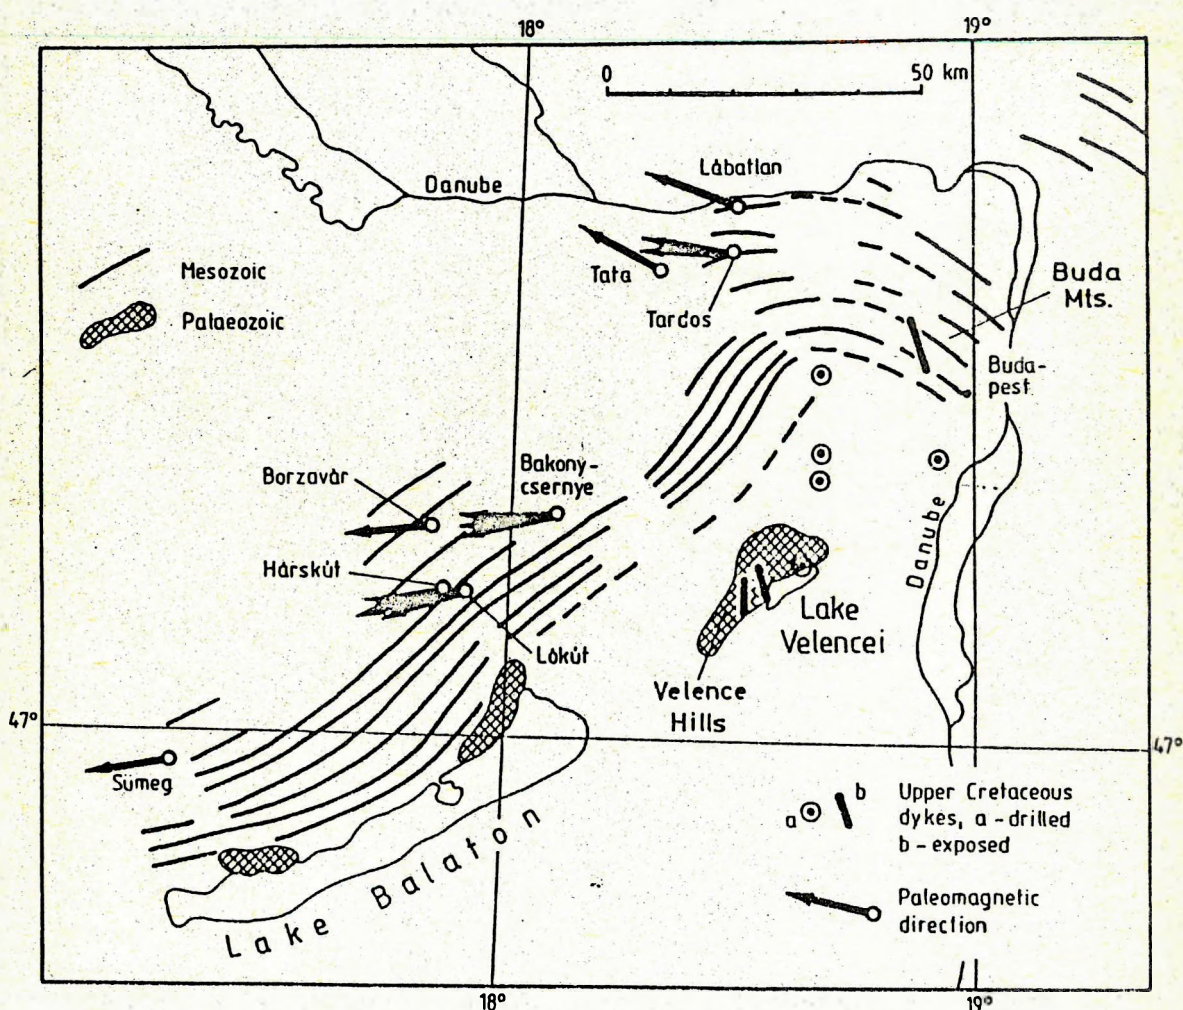 18°
19°
0
50 km
Lábatlan
Danube
Mesozoic
Palaeozoic
Tata
Tardos
Buda
Mts.
Buda-
pest
Borzavár
Bakony-
csernye
Hárskút
Lókút
Danube
Lake
Velencei
Velence
Hills
47°
47°
Sümeg
Lake Balaton
a
b
Upper Cretaceous
dykes, a - drilled
b - exposed
Paleomagnetic
direction
18°
19°